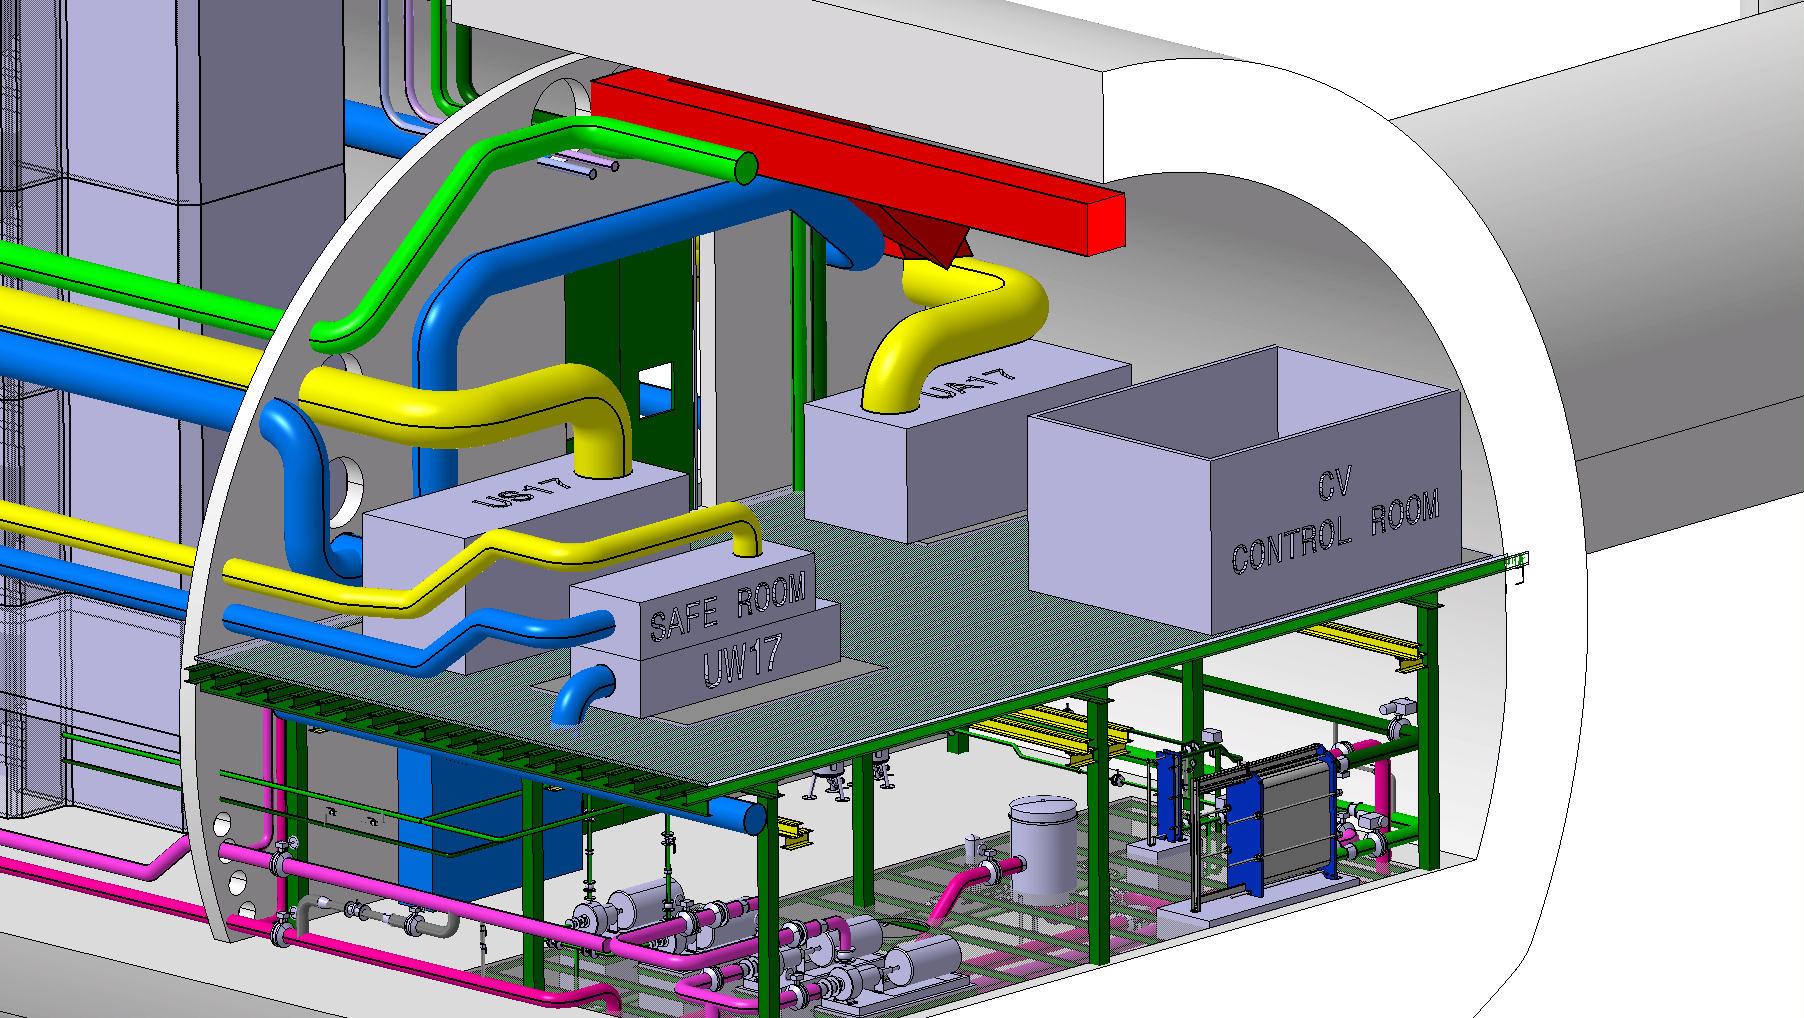 UA17
US17
CV
CONTROL ROOM
SAFE ROOM
UW17